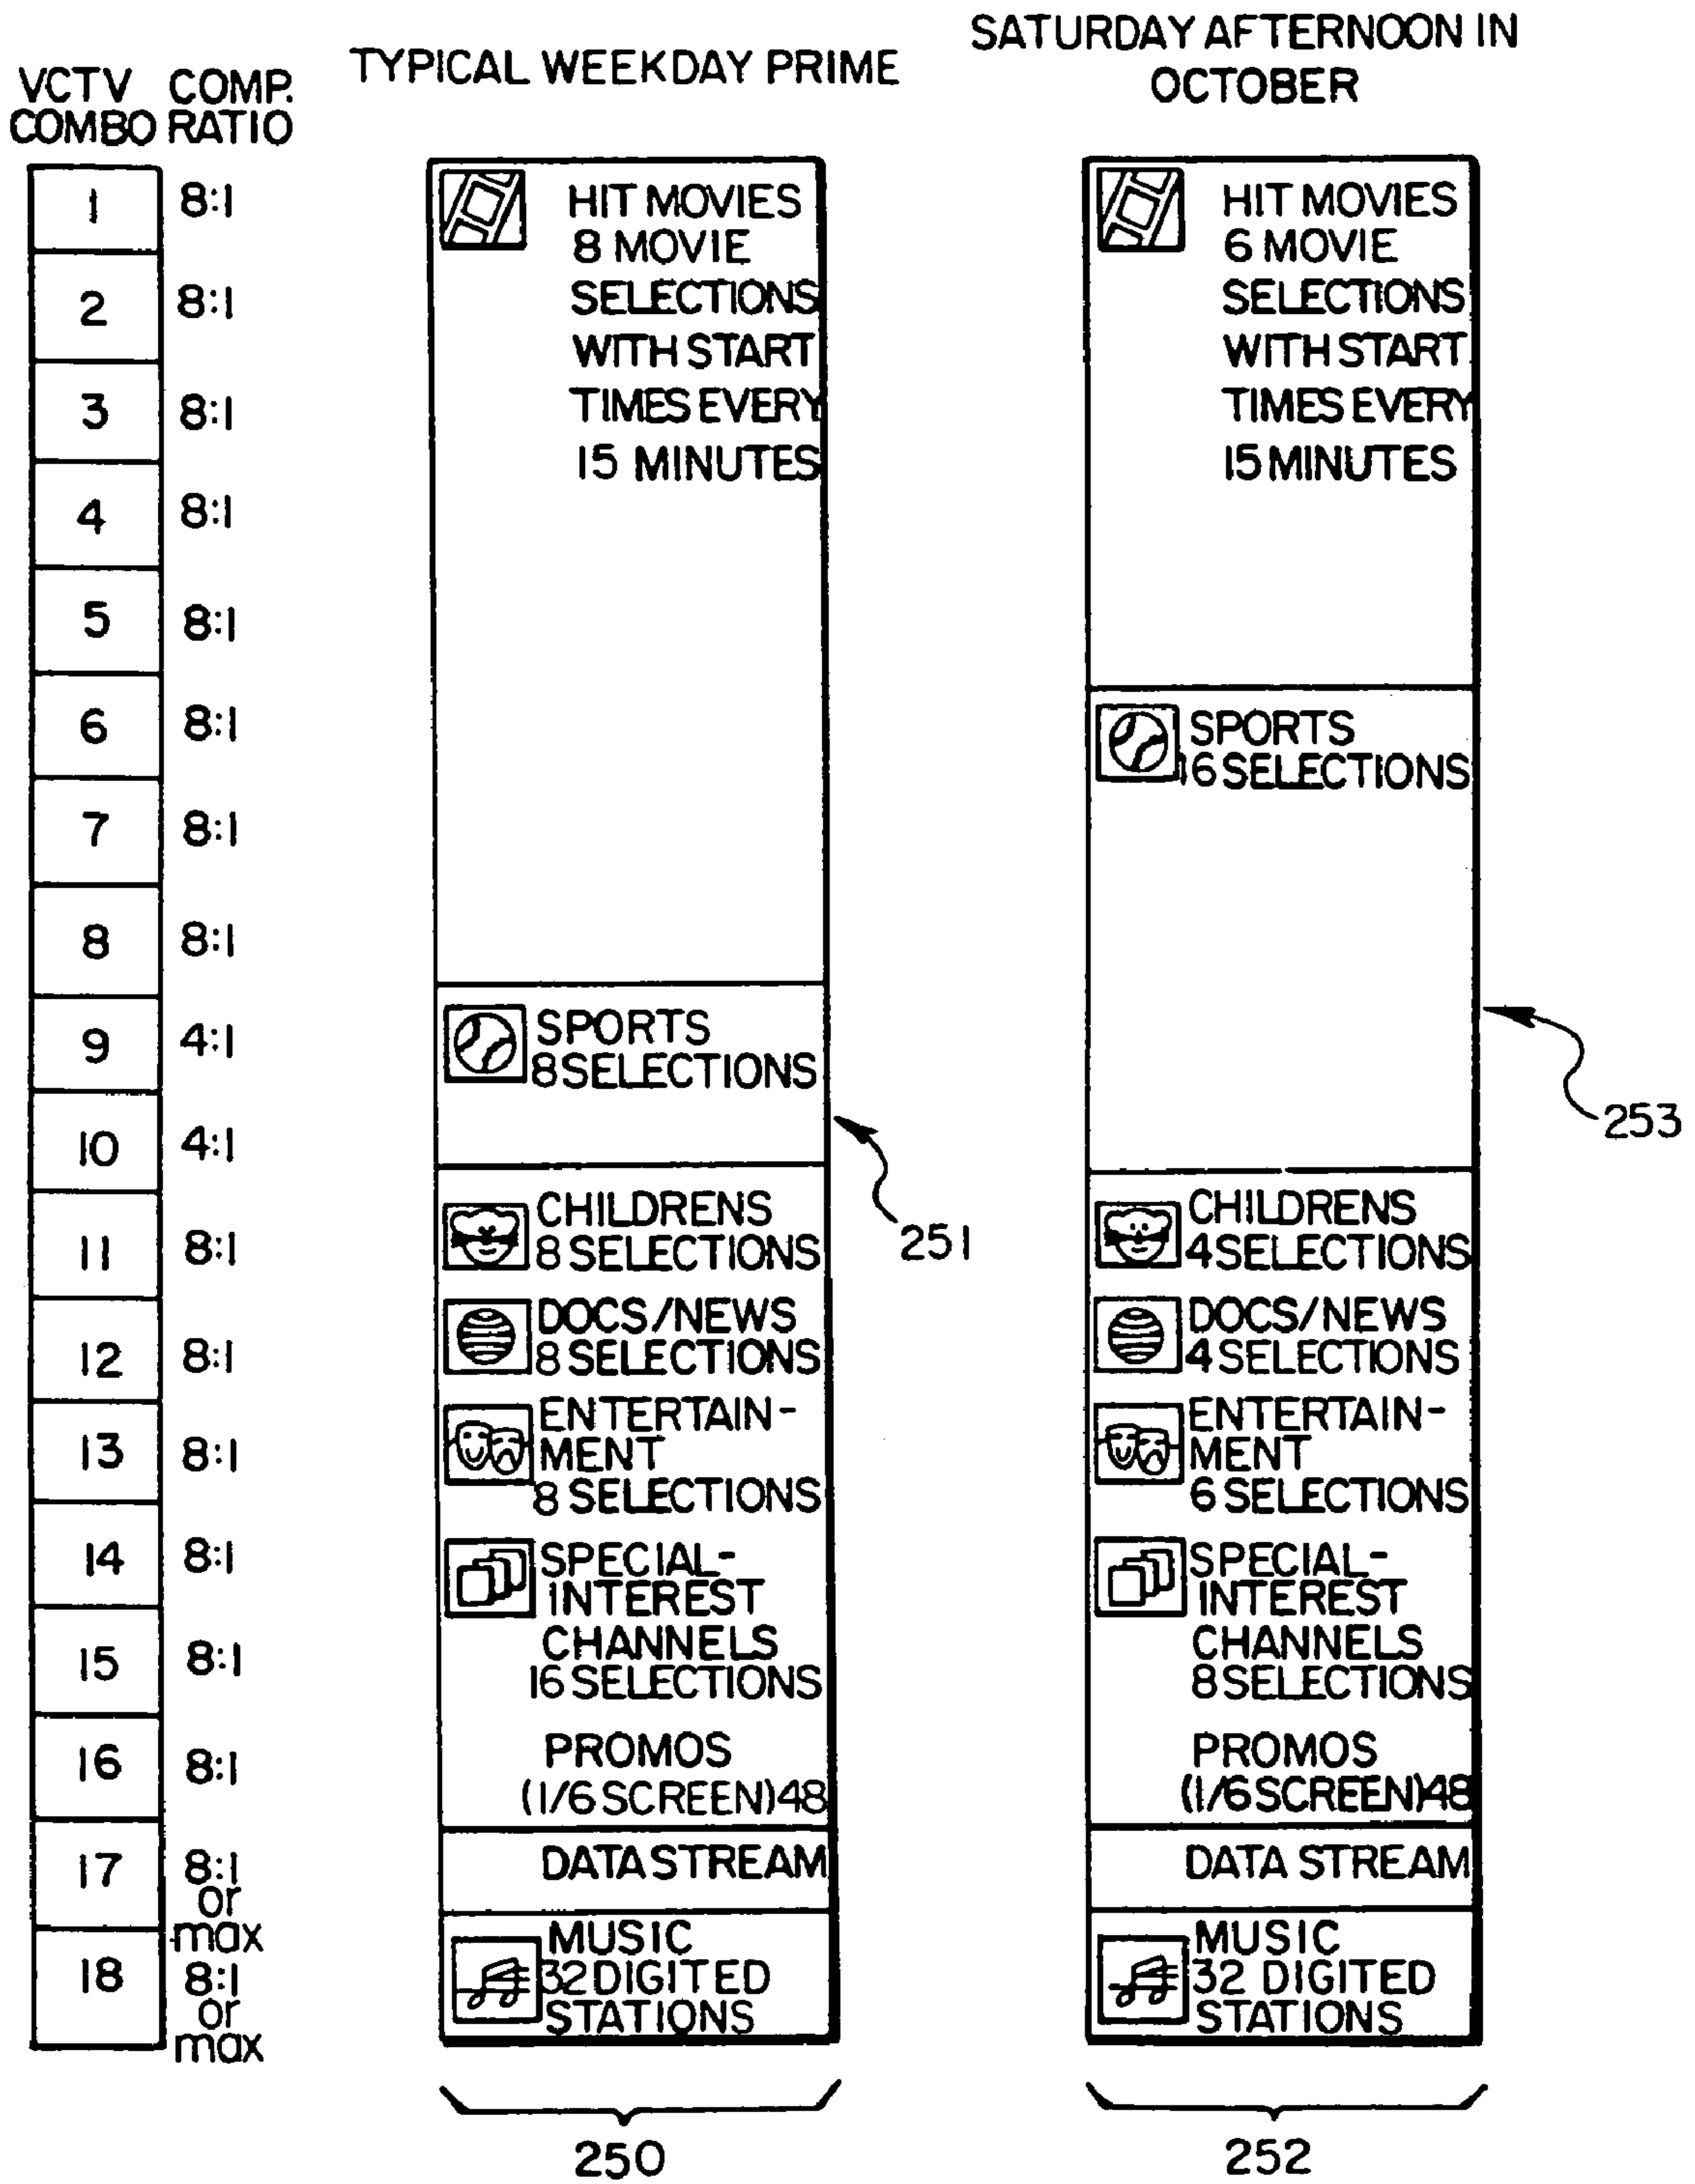 VCTV COMBO
COMP. RATIO
1 8:1
2 8:1
3 8:1
4 8:1
5 8:1
6 8:1
7 8:1
8 8:1
9 4:1
10 4:1
11 8:1
12 8:1
13 8:1
14 8:1
15 8:1
16 8:1
17 8:1
or
max
18 8:1
or
max
TYPICAL WEEKDAY PRIME
HIT MOVIES
8 MOVIE
SELECTIONS
WITH START
TIMES EVERY
15 MINUTES
SPORTS
8 SELECTIONS
251
CHILDRENS
8 SELECTIONS
DOCS/NEWS
8 SELECTIONS
ENTERTAIN-
MENT
8 SELECTIONS
SPECIAL-
INTEREST
CHANNELS
16 SELECTIONS
PROMOS
(1/6 SCREEN) 48
DATA STREAM
MUSIC
32 DIGITED
STATIONS
250
SATURDAY AFTERNOON IN
OCTOBER
HIT MOVIES
6 MOVIE
SELECTIONS
WITH START
TIMES EVERY
15 MINUTES
SPORTS
16 SELECTIONS
253
CHILDRENS
4 SELECTIONS
DOCS/NEWS
4 SELECTIONS
ENTERTAIN-
MENT
6 SELECTIONS
SPECIAL-
INTEREST
CHANNELS
8 SELECTIONS
PROMOS
(1/6 SCREEN) 48
DATA STREAM
MUSIC
32 DIGITED
STATIONS
252